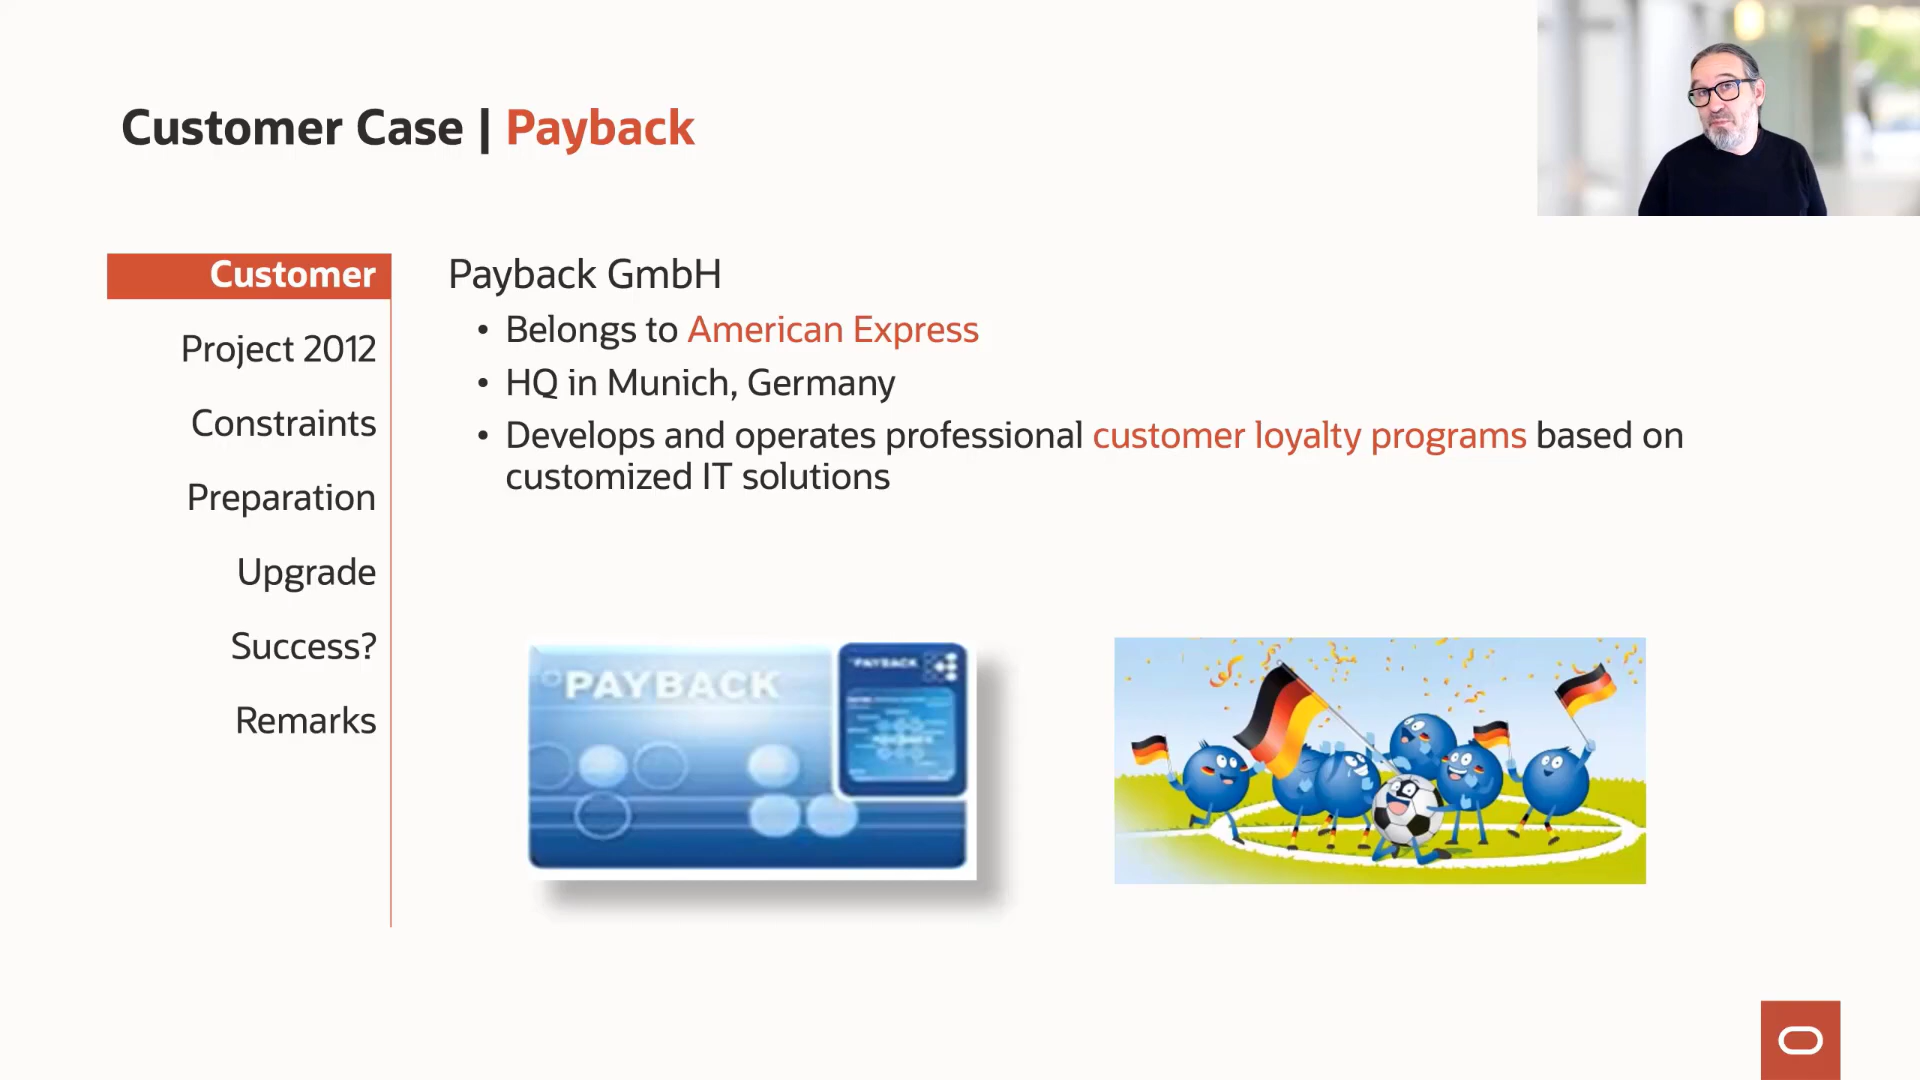 Customer Case | Payback
Customer
Project 2012
Constraints
Preparation
Upgrade
Success?
Remarks
Payback GmbH
• Belongs to American Express
• HQ in Munich, Germany
• Develops and operates professional customer loyalty programs based on
customized IT solutions
PAYBACK
PAYBACK